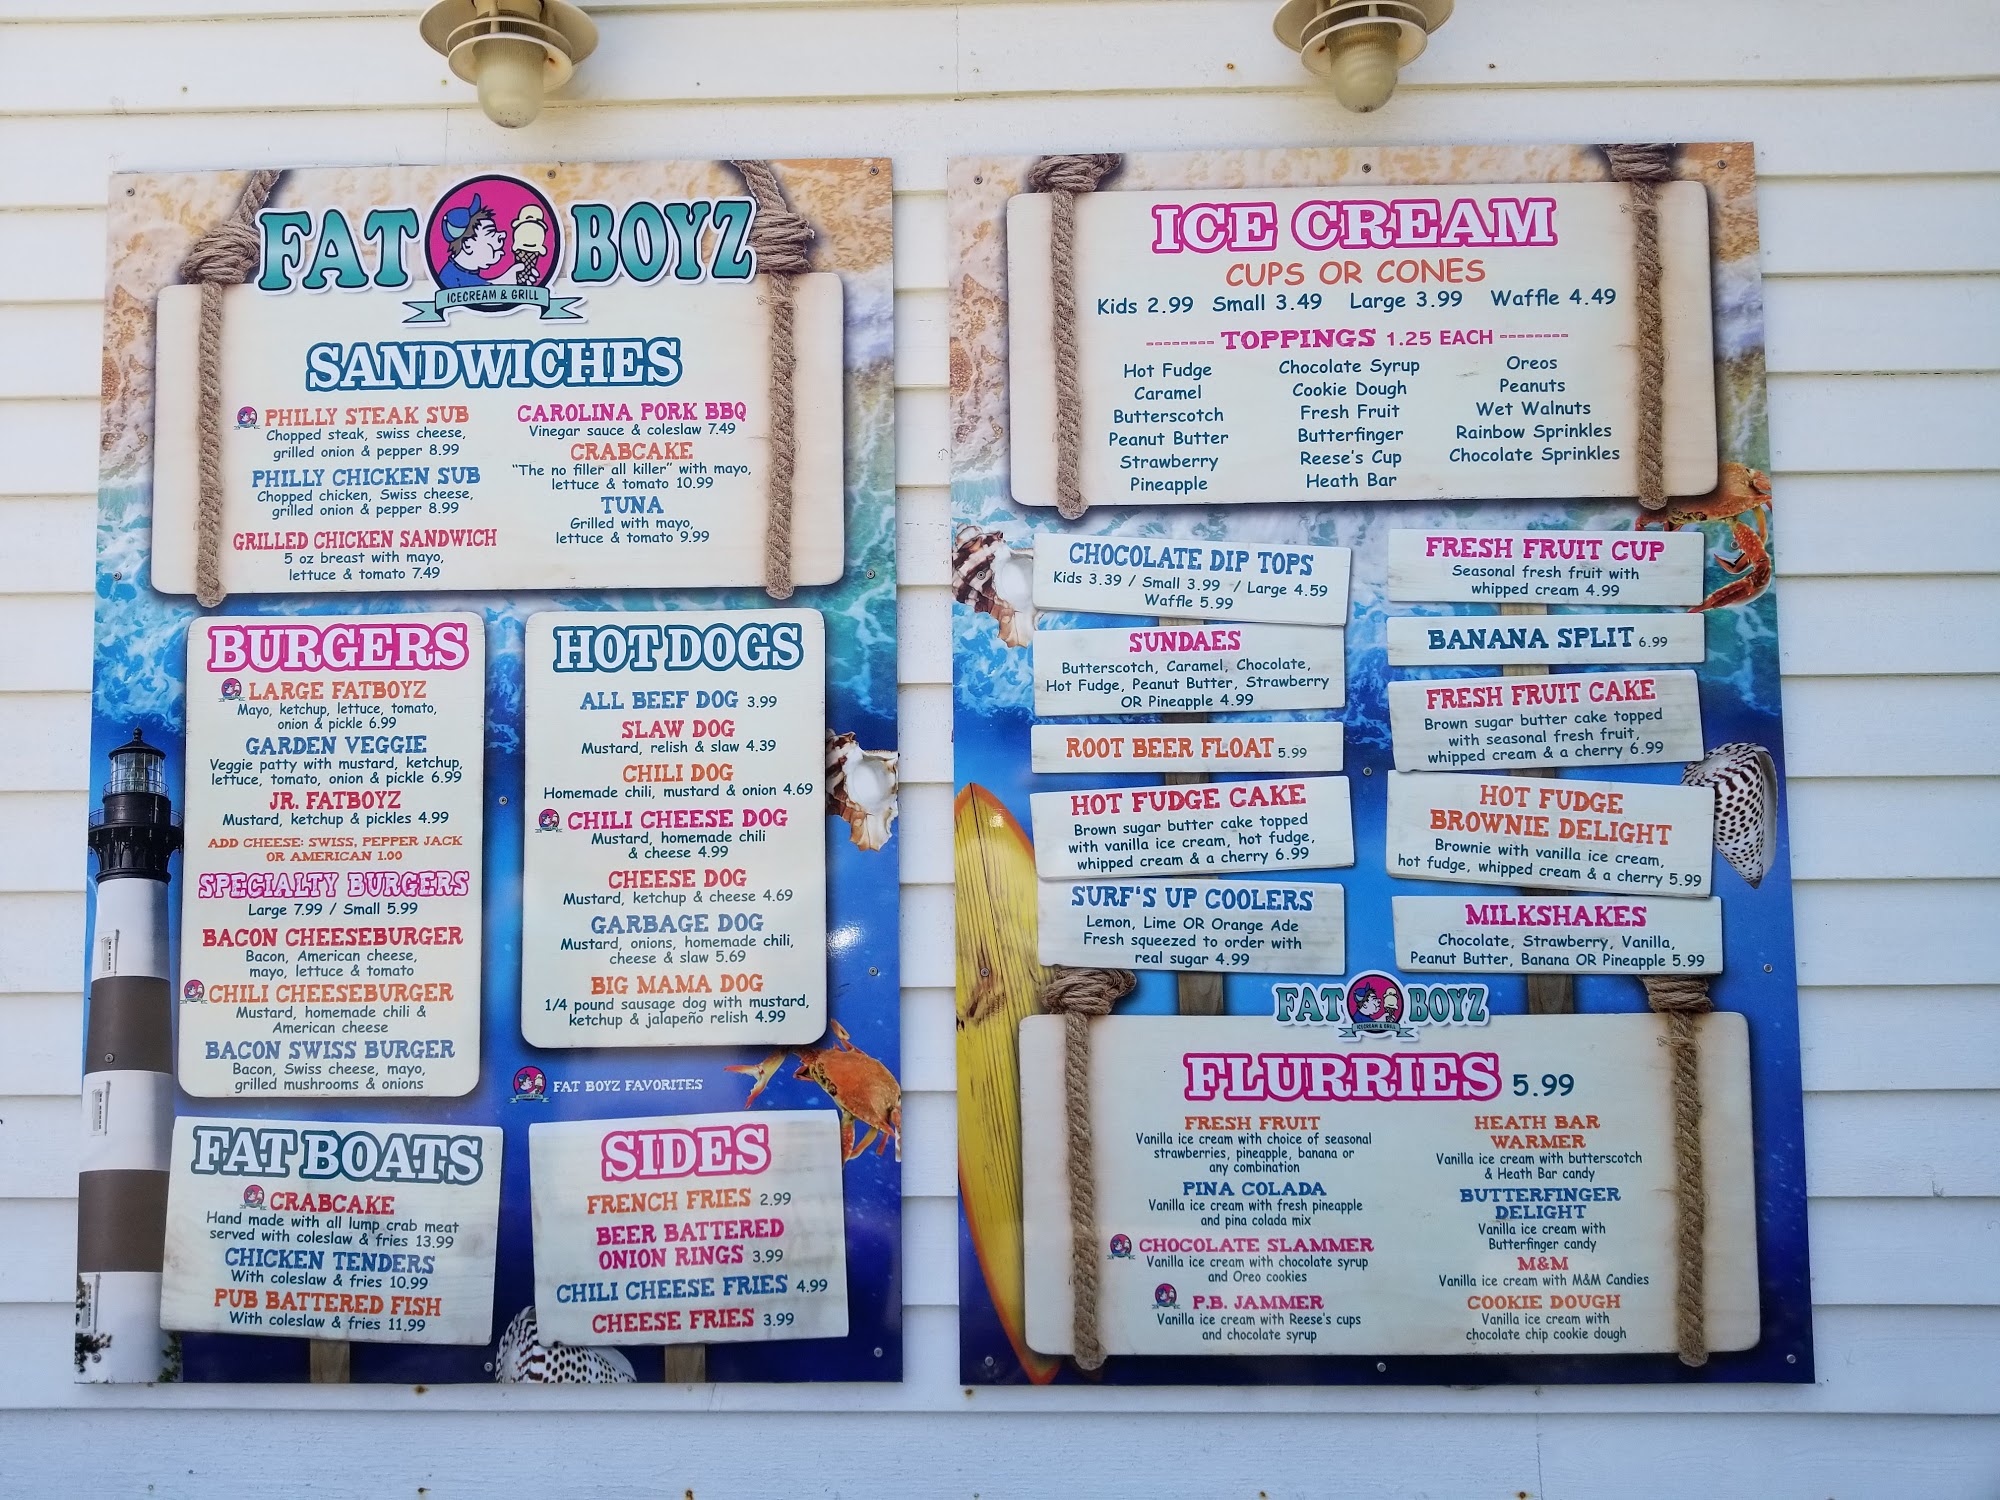 FAT BOYZ
ICECREAM & GRILL
SANDWICHES
PHILLY STEAK SUB
Chopped steak, swiss cheese,
grilled onion & pepper 8.99
PHILLY CHICKEN SUB
Chopped chicken, Swiss cheese,
grilled onion & pepper 8.99
GRILLED CHICKEN SANDWICH
5 oz breast with mayo,
lettuce & tomato 7.49
CAROLINA PORK BBQ
Vinegar sauce & coleslaw 7.49
CRABCAKE
"The no filler all killer" with mayo,
lettuce & tomato 10.99
TUNA
Grilled with mayo,
lettuce & tomato 9.99
BURGERS
LARGE FATBOYZ
Mayo, ketchup, lettuce, tomato,
onion & pickle 6.99
GARDEN VEGGIE
Veggie patty with mustard, ketchup,
lettuce, tomato, onion & pickle 6.99
JR. FATBOYZ
Mustard, ketchup & pickles 4.99
ADD CHEESE: SWISS, PEPPER JACK
OR AMERICAN 1.00
SPECIALTY BURGERS
Large 7.99 / Small 5.99
BACON CHEESEBURGER
Bacon, American cheese,
mayo, lettuce & tomato
CHILI CHEESEBURGER
Mustard, homemade chili &
American cheese
BACON SWISS BURGER
Bacon, Swiss cheese, mayo,
grilled mushrooms & onions
HOT DOGS
ALL BEEF DOG 3.99
SLAW DOG
Mustard, relish & slaw 4.39
CHILI DOG
Homemade chili, mustard & onion 4.69
CHILI CHEESE DOG
Mustard, homemade chili
& cheese 4.99
CHEESE DOG
Mustard, ketchup & cheese 4.69
GARBAGE DOG
Mustard, onions, homemade chili,
cheese & slaw 5.69
BIG MAMA DOG
1/4 pound sausage dog with mustard,
ketchup & jalapeño relish 4.99
FAT BOYZ FAVORITES
FAT BOATS
CRABCAKE
Hand made with all lump crab meat
served with coleslaw & fries 13.99
CHICKEN TENDERS
With coleslaw & fries 10.99
PUB BATTERED FISH
With coleslaw & fries 11.99
SIDES
FRENCH FRIES 2.99
BEER BATTERED
ONION RINGS 3.99
CHILI CHEESE FRIES 4.99
CHEESE FRIES 3.99
ICE CREAM
CUPS OR CONES
Kids 2.99 Small 3.49 Large 3.99 Waffle 4.49
-------- TOPPINGS 1.25 EACH --------
Hot Fudge
Caramel
Butterscotch
Peanut Butter
Strawberry
Pineapple
Chocolate Syrup
Cookie Dough
Fresh Fruit
Butterfinger
Reese's Cup
Heath Bar
Oreos
Peanuts
Wet Walnuts
Rainbow Sprinkles
Chocolate Sprinkles
CHOCOLATE DIP TOPS
Kids 3.39 / Small 3.99 / Large 4.59
Waffle 5.99
SUNDAES
Butterscotch, Caramel, Chocolate,
Hot Fudge, Peanut Butter, Strawberry
OR Pineapple 4.99
ROOT BEER FLOAT 5.99
HOT FUDGE CAKE
Brown sugar butter cake topped
with vanilla ice cream, hot fudge,
whipped cream & a cherry 6.99
SURF'S UP COOLERS
Lemon, Lime OR Orange Ade
Fresh squeezed to order with
real sugar 4.99
FRESH FRUIT CUP
Seasonal fresh fruit with
whipped cream 4.99
BANANA SPLIT 6.99
FRESH FRUIT CAKE
Brown sugar butter cake topped
with seasonal fresh fruit,
whipped cream & a cherry 6.99
HOT FUDGE
BROWNIE DELIGHT
Brownie with vanilla ice cream,
hot fudge, whipped cream & a cherry 5.99
MILKSHAKES
Chocolate, Strawberry, Vanilla,
Peanut Butter, Banana OR Pineapple 5.99
FAT BOYZ
ICECREAM & GRILL
FLURRIES 5.99
FRESH FRUIT
Vanilla ice cream with choice of seasonal
strawberries, pineapple, banana or
any combination
PINA COLADA
Vanilla ice cream with fresh pineapple
and pina colada mix
CHOCOLATE SLAMMER
Vanilla ice cream with chocolate syrup
and Oreo cookies
P.B. JAMMER
Vanilla ice cream with Reese's cups
and chocolate syrup
HEATH BAR
WARMER
Vanilla ice cream with butterscotch
& Heath Bar candy
BUTTERFINGER
DELIGHT
Vanilla ice cream with
Butterfinger candy
M&M
Vanilla ice cream with M&M Candies
COOKIE DOUGH
Vanilla ice cream with
chocolate chip cookie dough